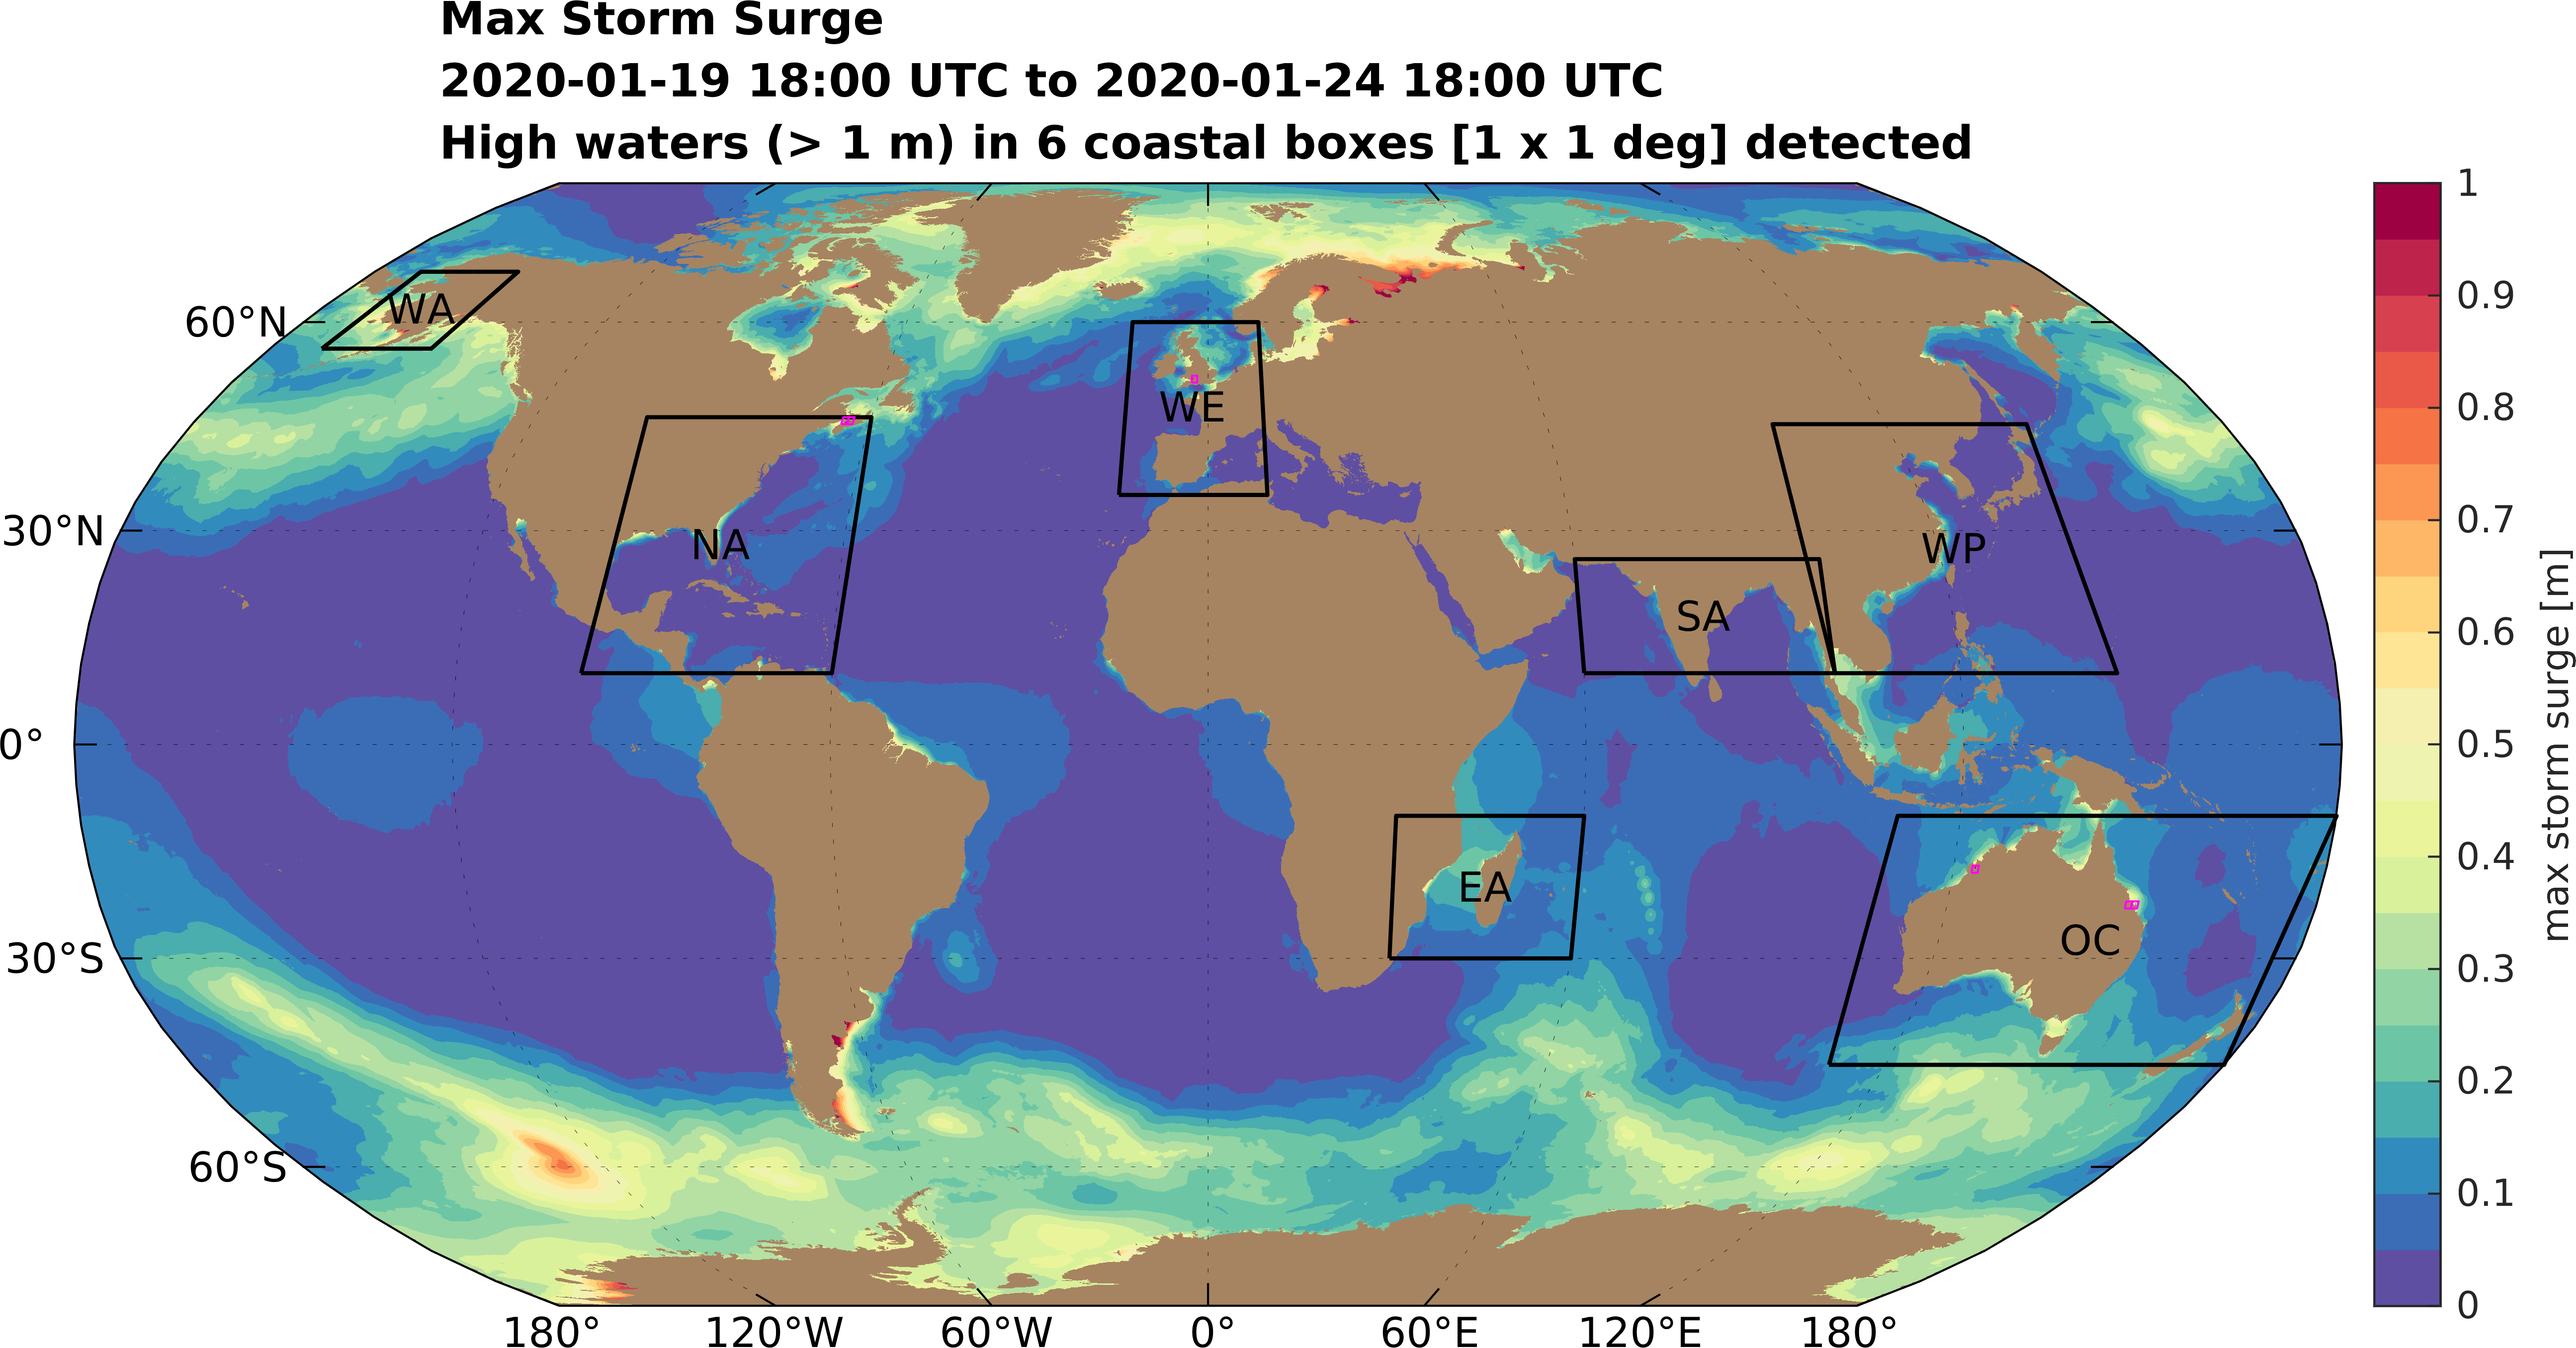 Max Storm Surge
2020-01-19 18:00 UTC to 2020-01-24 18:00 UTC
High waters (> 1 m) in 6 coastal boxes [1 x 1 deg] detected
60°N
30°N
0°
30°S
60°S
WA
WE
NA
WP
SA
EA
OC
180°
120°W
60°W
0°
60°E
120°E
180°
1
0.9
0.8
0.7
0.6
0.5
0.4
0.3
0.2
0.1
0
max storm surge [m]